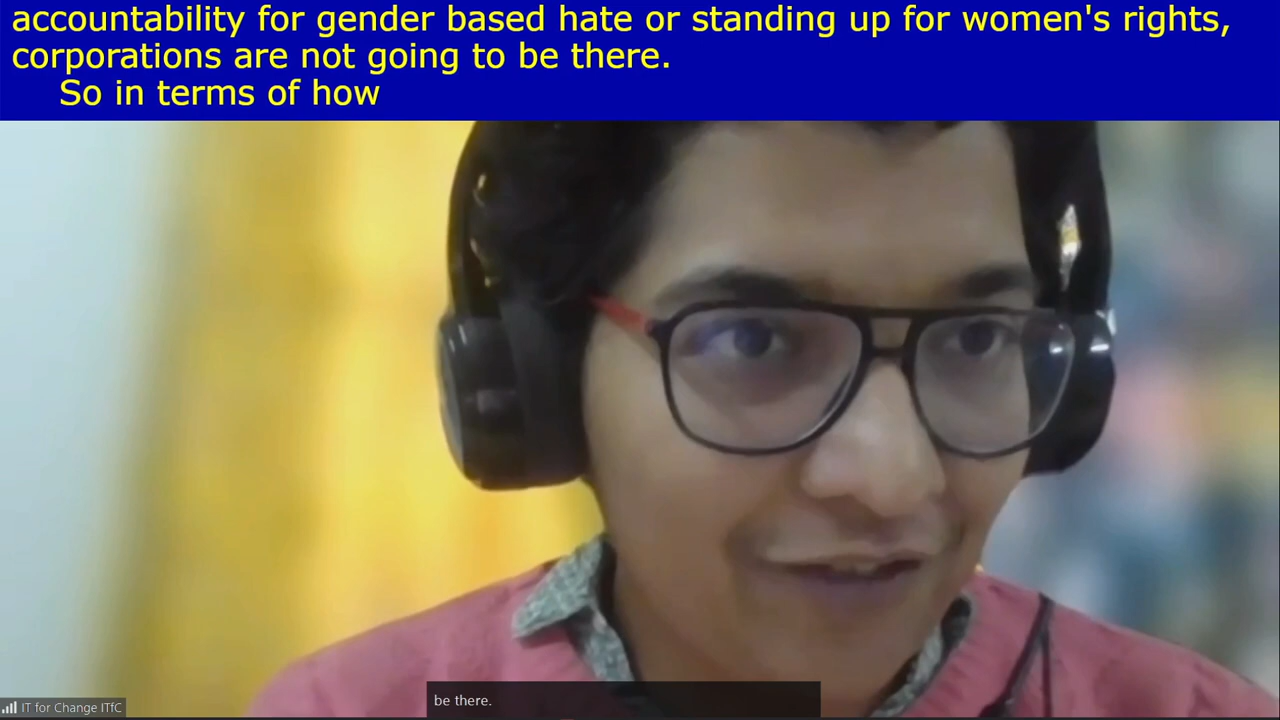 accountability for gender based hate or standing up for women's rights,
corporations are not going to be there.
So in terms of how
be there.
IT for Change ITfC